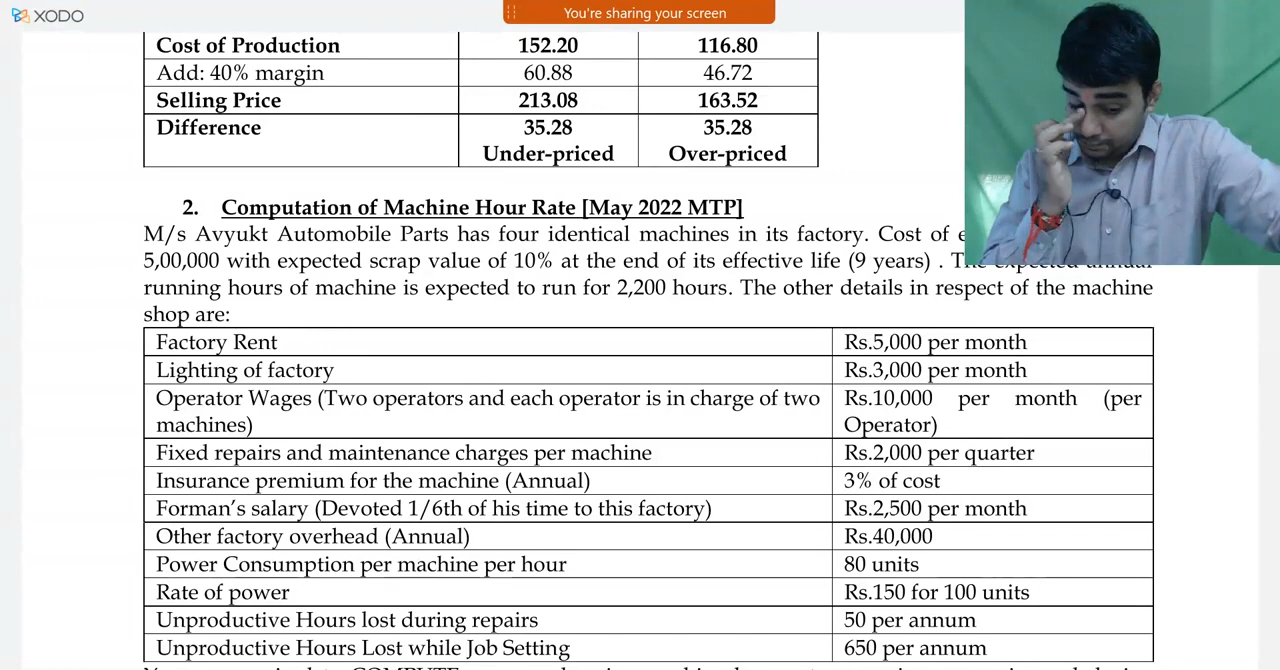 XODO
You're sharing your screen
Cost of Production 152.20 116.80
Add: 40% margin 60.88 46.72
Selling Price 213.08 163.52
Difference 35.28 35.28
Under-priced Over-priced
2. Computation of Machine Hour Rate [May 2022 MTP]
M/s Avyukt Automobile Parts has four identical machines in its factory. Cost of
5,00,000 with expected scrap value of 10% at the end of its effective life (9 years) . The expected annual
running hours of machine is expected to run for 2,200 hours. The other details in respect of the machine
shop are:
Factory Rent Rs.5,000 per month
Lighting of factory Rs.3,000 per month
Operator Wages (Two operators and each operator is in charge of two Rs.10,000 per month (per
machines) Operator)
Fixed repairs and maintenance charges per machine Rs.2,000 per quarter
Insurance premium for the machine (Annual) 3% of cost
Forman's salary (Devoted 1/6th of his time to this factory) Rs.2,500 per month
Other factory overhead (Annual) Rs.40,000
Power Consumption per machine per hour 80 units
Rate of power Rs.150 for 100 units
Unproductive Hours lost during repairs 50 per annum
Unproductive Hours Lost while Job Setting 650 per annum